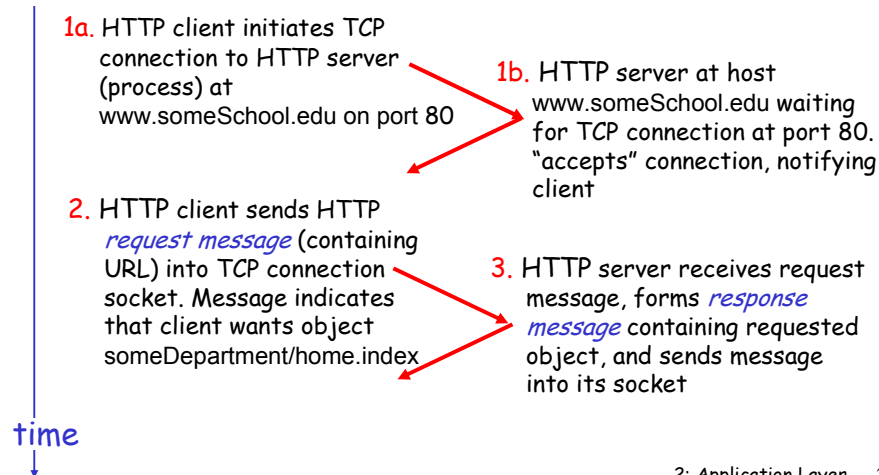 1a. HTTP client initiates TCP
connection to HTTP server
(process) at
www.someSchool.edu on port 80
1b. HTTP server at host
www.someSchool.edu waiting
for TCP connection at port 80.
“accepts” connection, notifying
client
2. HTTP client sends HTTP
request message (containing
URL) into TCP connection
socket. Message indicates
that client wants object
someDepartment/home.index
3. HTTP server receives request
message, forms response
message containing requested
object, and sends message
into its socket
time
2: Application Layer